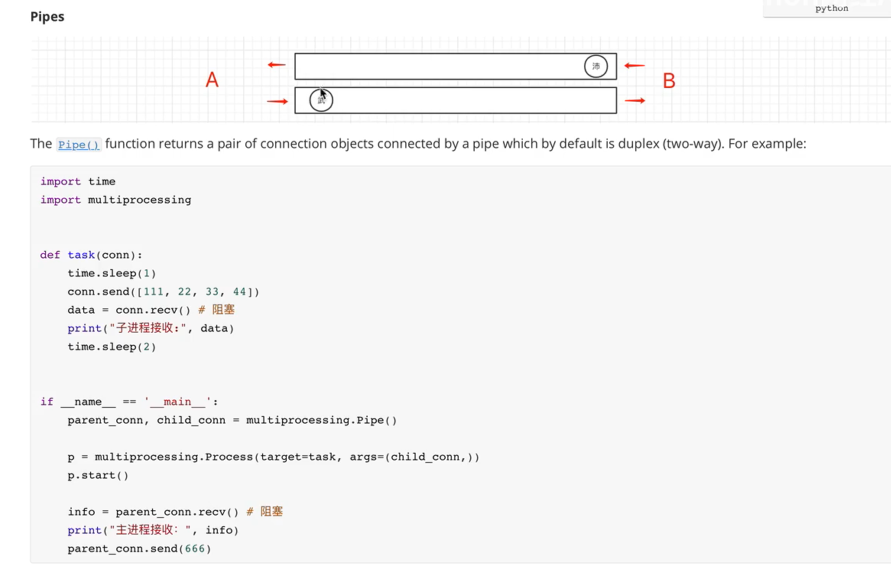 python
Pipes
沛
A
B
武
The Pipe() function returns a pair of connection objects connected by a pipe which by default is duplex (two-way). For example:
import time
import multiprocessing
def task(conn):
    time.sleep(1)
    conn.send([111, 22, 33, 44])
    data = conn.recv() # 阻塞
    print("子进程接收:", data)
    time.sleep(2)
if __name__ == '__main__':
    parent_conn, child_conn = multiprocessing.Pipe()
    p = multiprocessing.Process(target=task, args=(child_conn,))
    p.start()
    info = parent_conn.recv() # 阻塞
    print("主进程接收：", info)
    parent_conn.send(666)